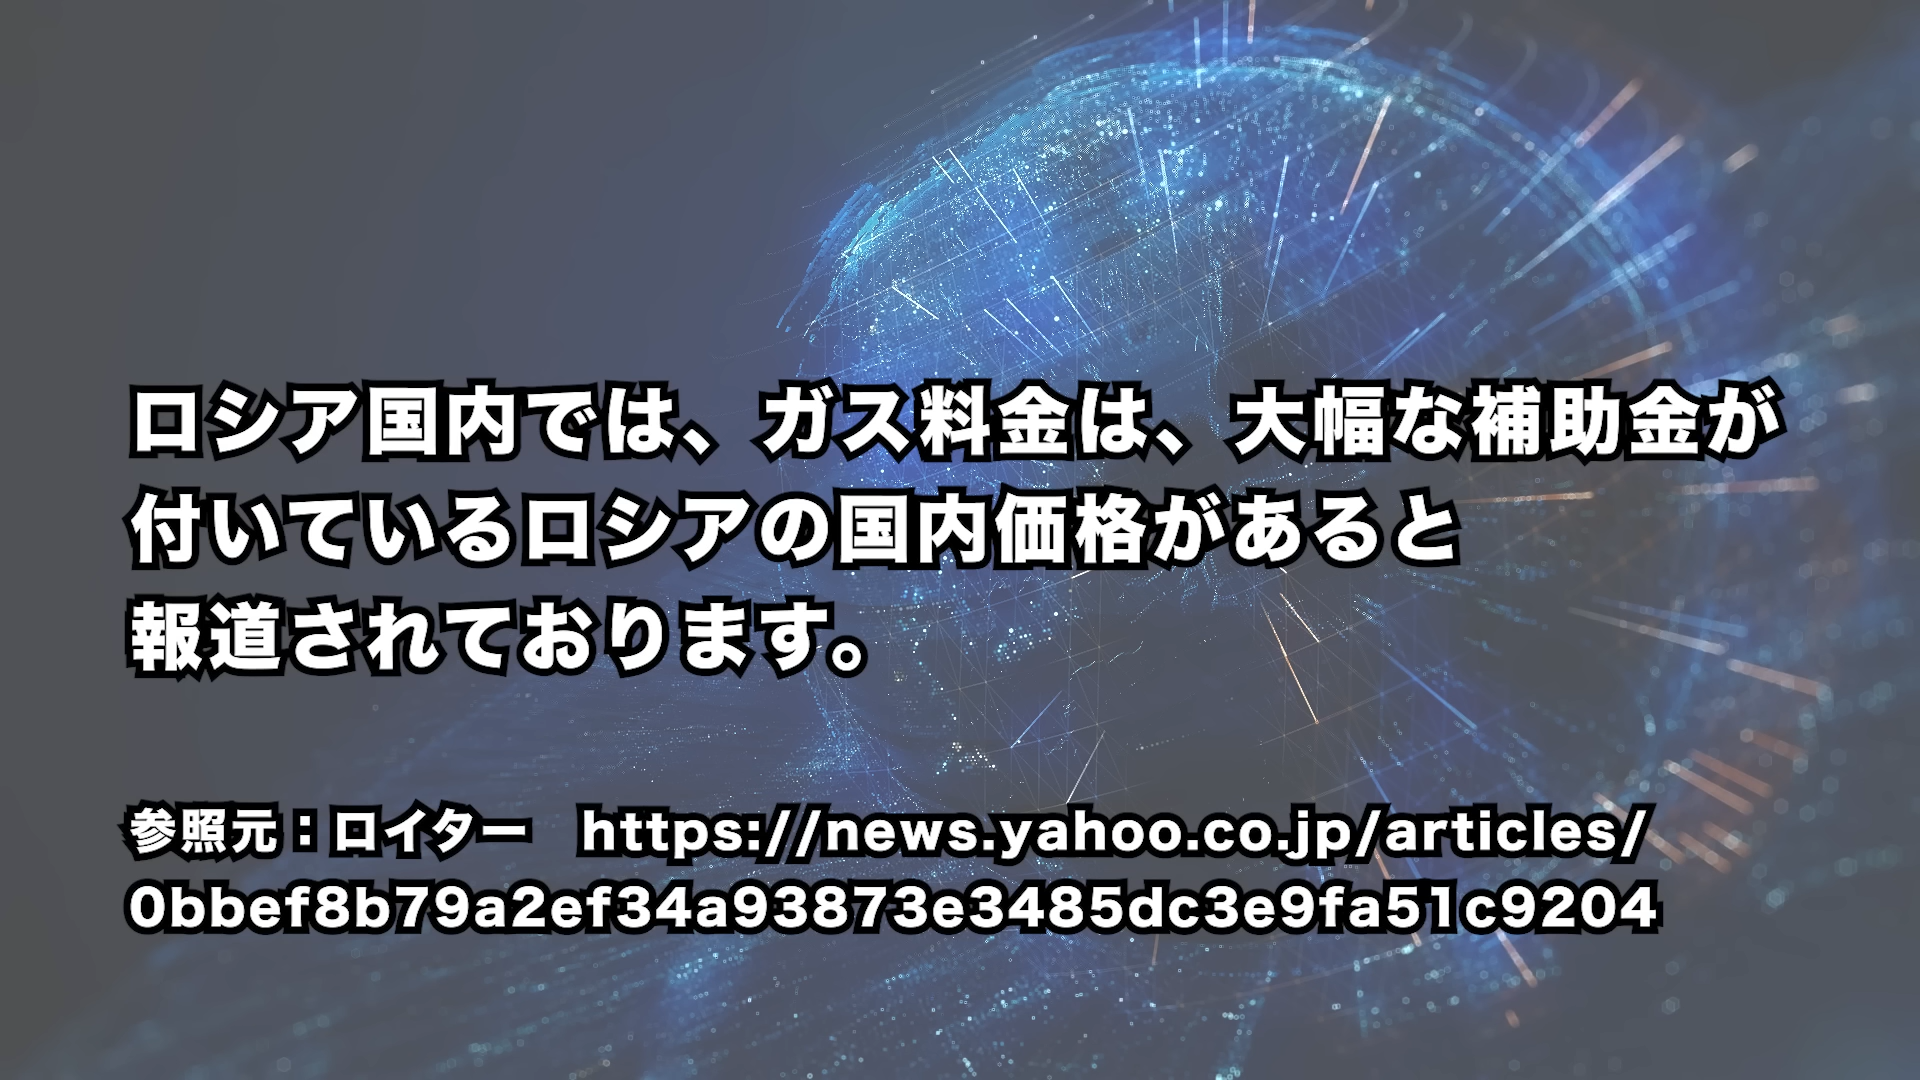 ロシア国内では、ガス料金は、大幅な補助金が
付いているロシアの国内価格があると
報道されております。
参照元：ロイター　https://news.yahoo.co.jp/articles/
0bbef8b79a2ef34a93873e3485dc3e9fa51c9204